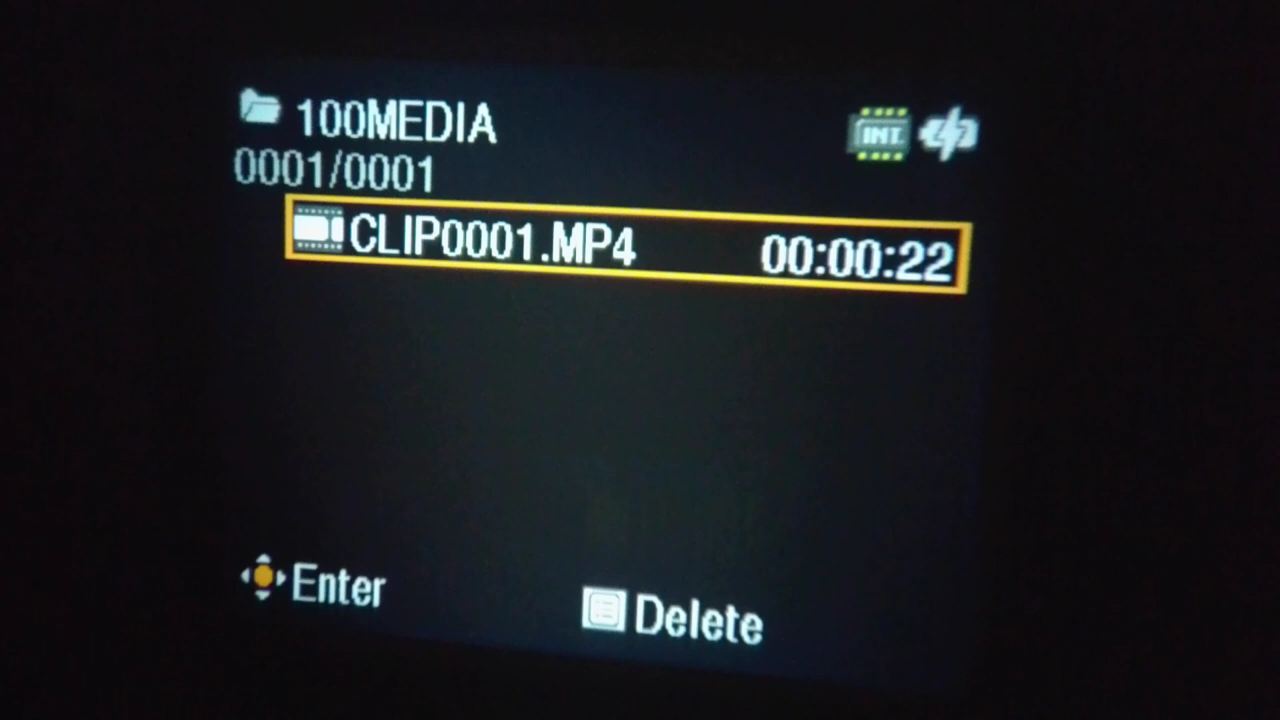 100MEDIA
INT.
0001/0001
CLIP0001.MP4 00:00:22
Enter
Delete